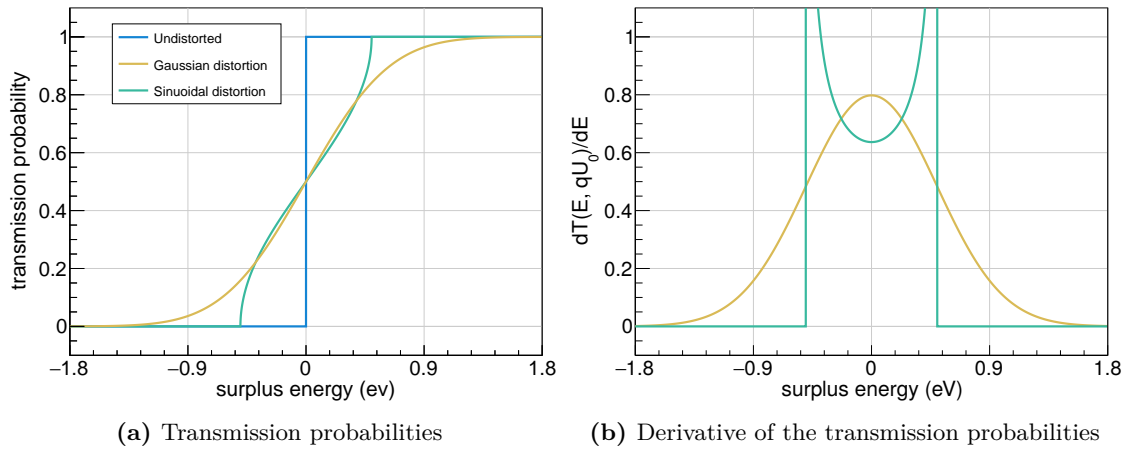 1
0.8
0.6
0.4
0.2
0
transmission probability
Undistorted
Gaussian distortion
Sinuoidal distortion
−1.8 −0.9 0 0.9 1.8
surplus energy (ev)
(a) Transmission probabilities
1
0.8
0.6
0.4
0.2
0
dT(E, qU₀)/dE
−1.8 −0.9 0 0.9 1.8
surplus energy (eV)
(b) Derivative of the transmission probabilities